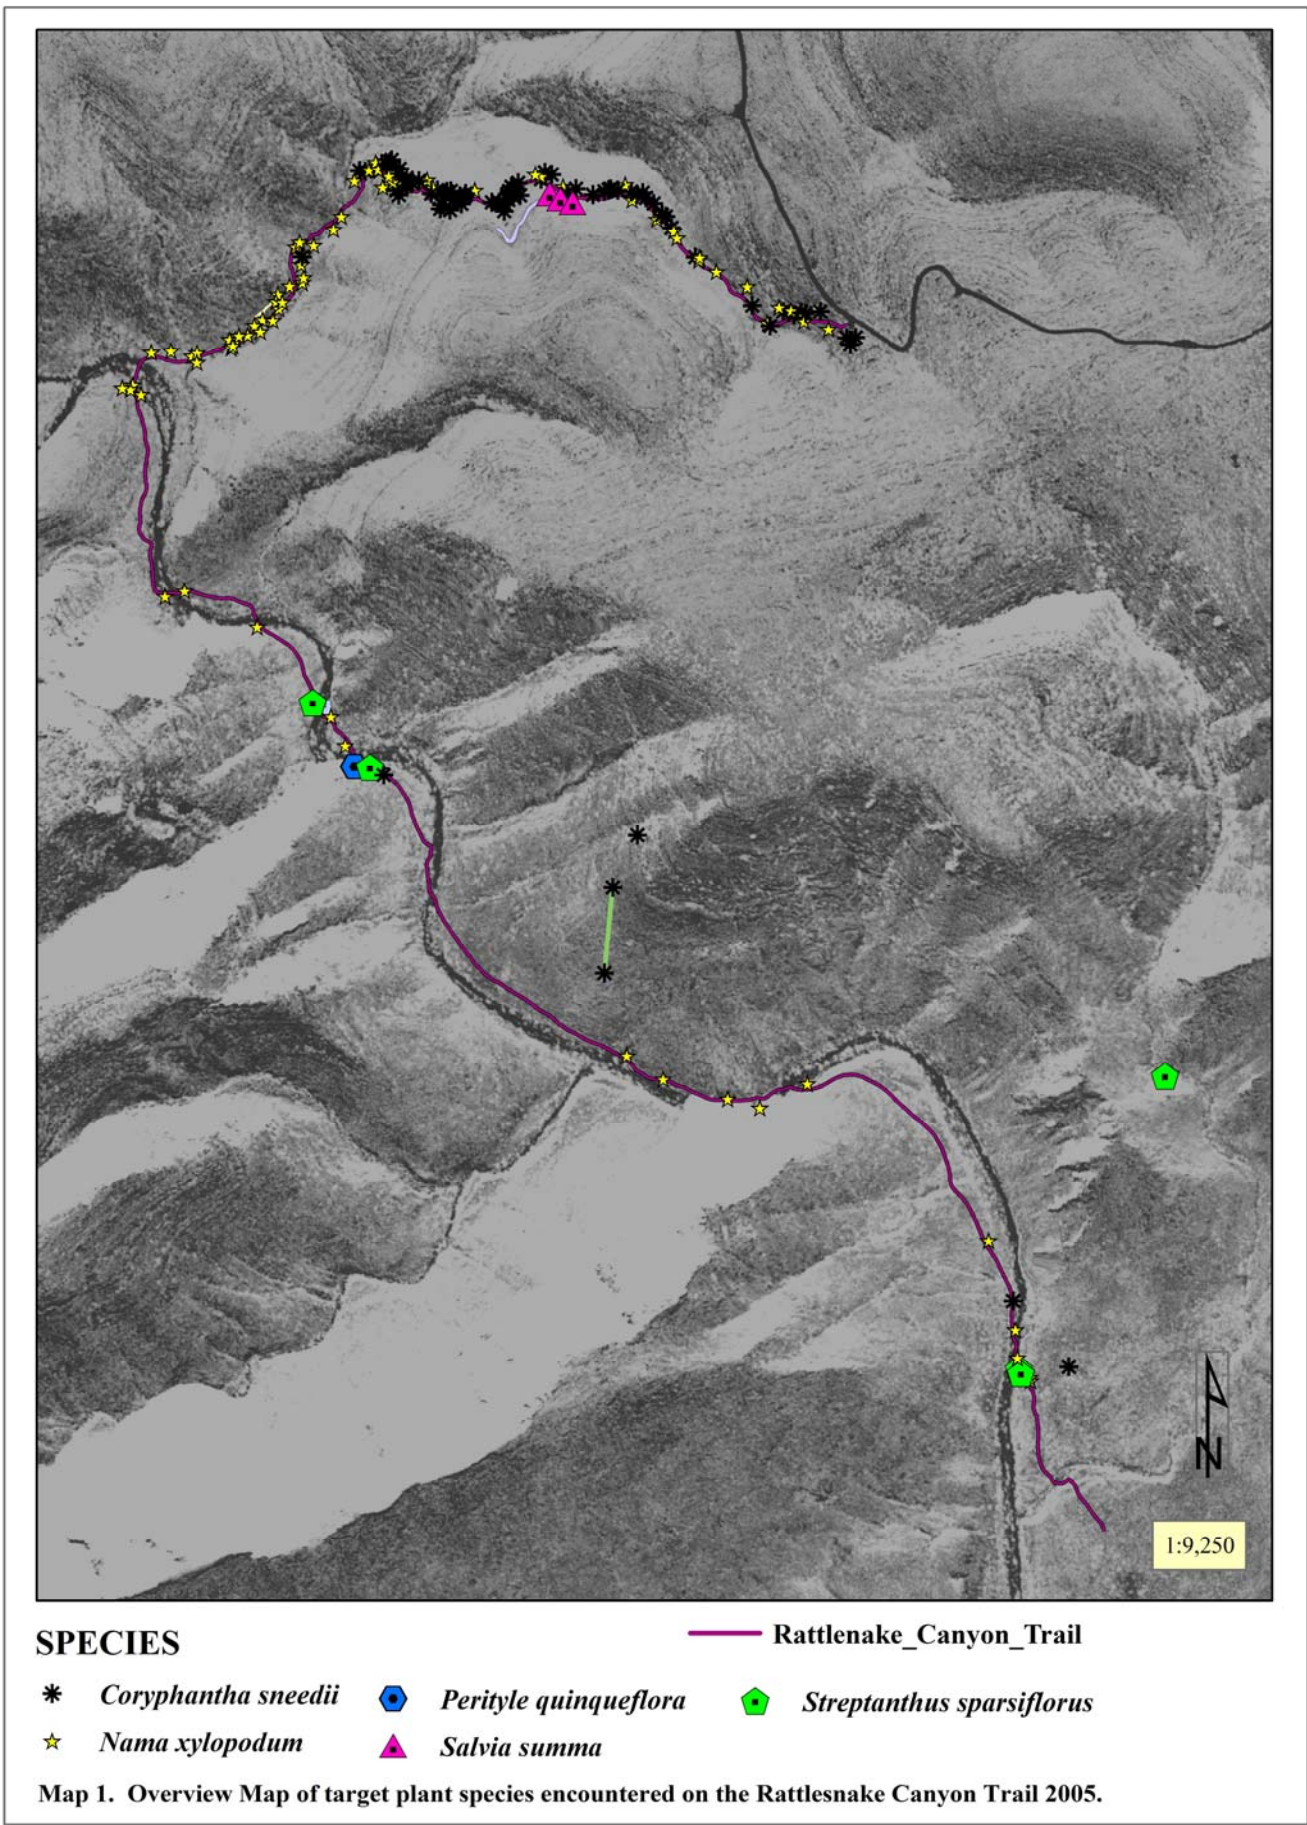 N
1:9,250
SPECIES
Rattlenake_Canyon_Trail
Coryphantha sneedii
Perityle quinqueflora
Streptanthus sparsiflorus
Nama xylopodum
Salvia summa
Map 1. Overview Map of target plant species encountered on the Rattlesnake Canyon Trail 2005.